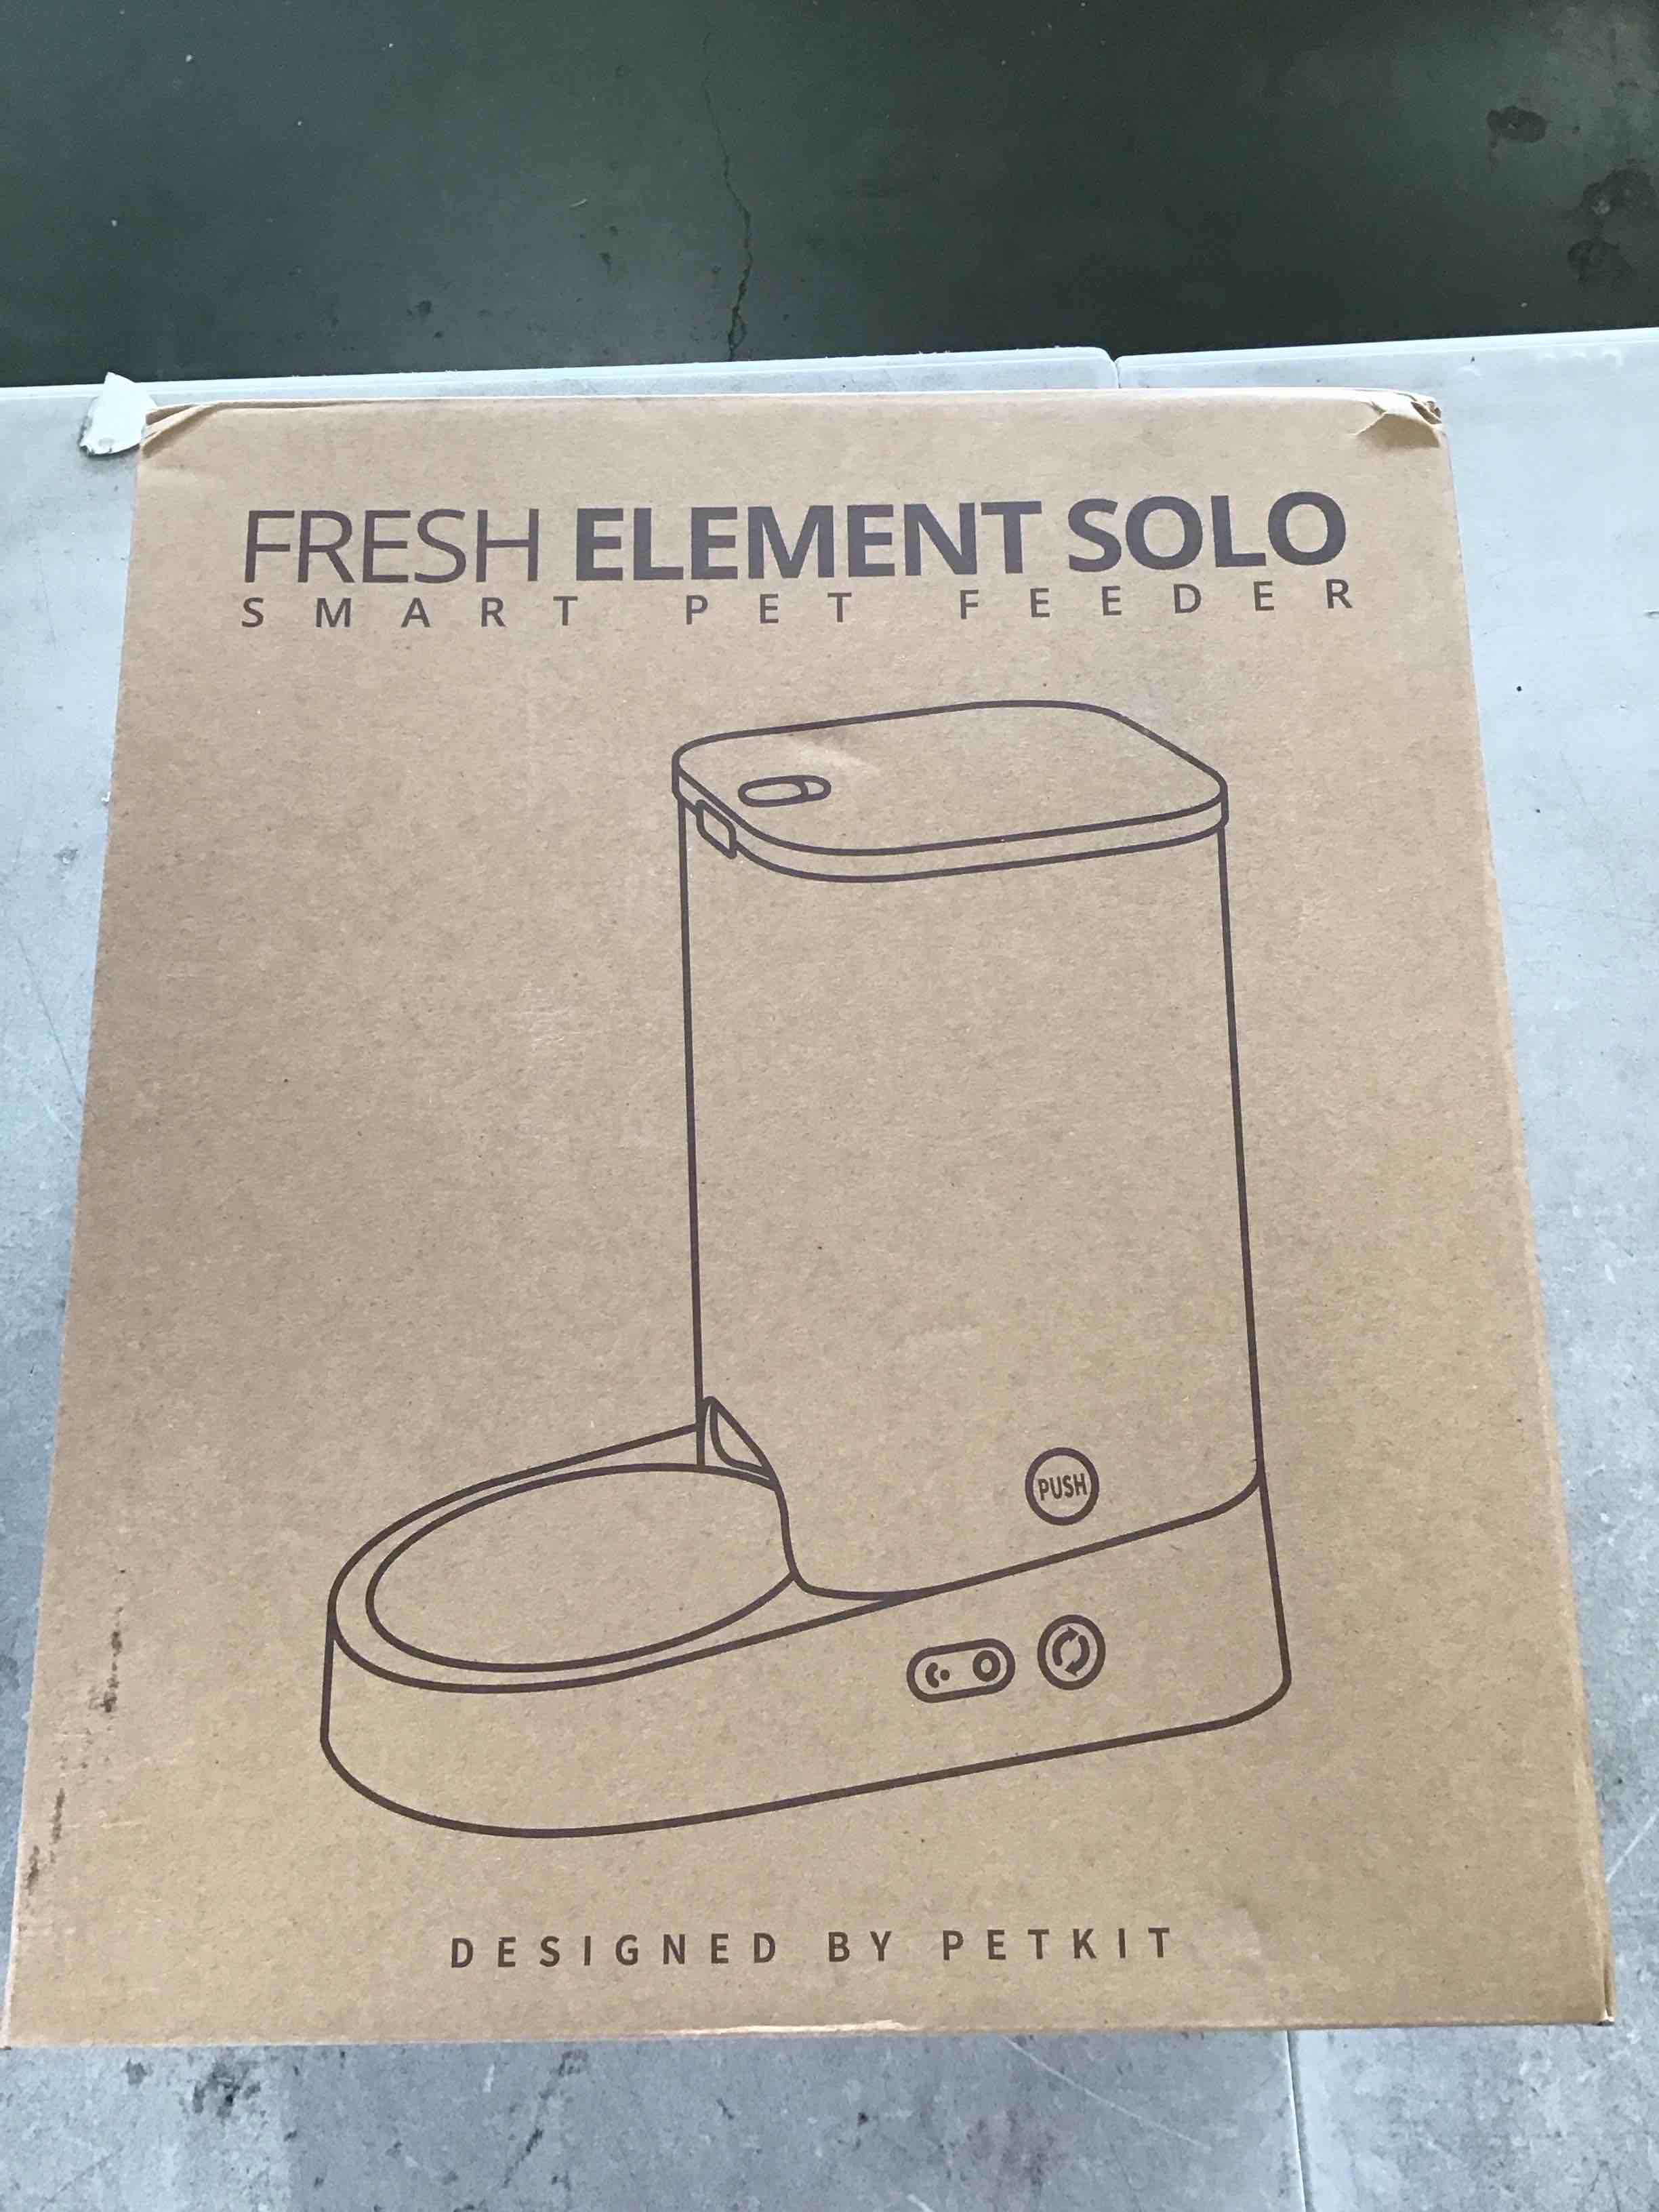 FRESH ELEMENT SOLO
SMART PET FEEDER
PUSH
DESIGNED BY PETKIT